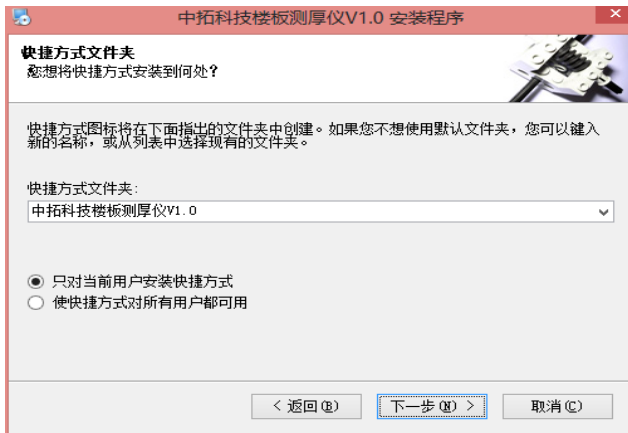 中拓科技楼板测厚仪V1.0 安装程序
快捷方式文件夹
您想将快捷方式安装到何处?
快捷方式图标将在下面指出的文件夹中创建。如果您不想使用默认文件夹，您可以键入
新的名称，或从列表中选择现有的文件夹。
快捷方式文件夹:
中拓科技楼板测厚仪V1.0
只对当前用户安装快捷方式
使快捷方式对所有用户都可用
< 返回(B)
下一步(N) >
取消(C)